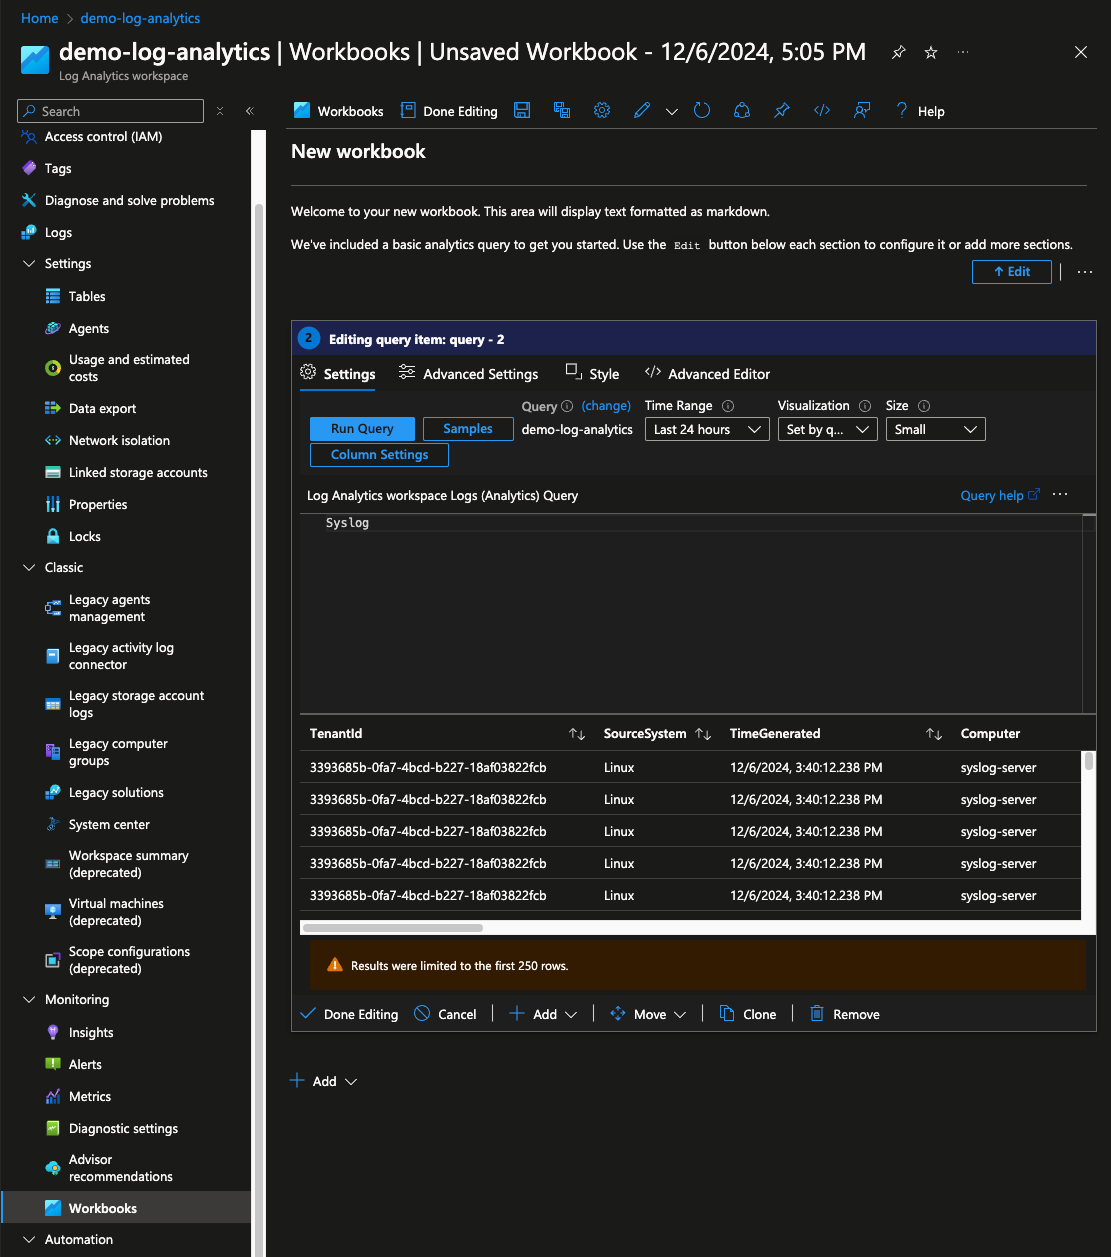 Home > demo-log-analytics
demo-log-analytics | Workbooks | Unsaved Workbook - 12/6/2024, 5:05 PM
Log Analytics workspace
Search
Access control (IAM)
Tags
Diagnose and solve problems
Logs
Settings
Tables
Agents
Usage and estimated
costs
Data export
Network isolation
Linked storage accounts
Properties
Locks
Classic
Legacy agents
management
Legacy activity log
connector
Legacy storage account
logs
Legacy computer
groups
Legacy solutions
System center
Workspace summary
(deprecated)
Virtual machines
(deprecated)
Scope configurations
(deprecated)
Monitoring
Insights
Alerts
Metrics
Diagnostic settings
Advisor
recommendations
Workbooks
Automation
Workbooks Done Editing ? Help
New workbook
Welcome to your new workbook. This area will display text formatted as markdown.
We've included a basic analytics query to get you started. Use the Edit button below each section to configure it or add more sections.
↑ Edit | ...
2 Editing query item: query - 2
Settings Advanced Settings Style </> Advanced Editor
Query (change) Time Range Visualization Size
Run Query Samples demo-log-analytics Last 24 hours Set by q... Small
Column Settings
Log Analytics workspace Logs (Analytics) Query Query help ...
Syslog
TenantId SourceSystem TimeGenerated Computer
3393685b-0fa7-4bcd-b227-18af03822fcb Linux 12/6/2024, 3:40:12.238 PM syslog-server
3393685b-0fa7-4bcd-b227-18af03822fcb Linux 12/6/2024, 3:40:12.238 PM syslog-server
3393685b-0fa7-4bcd-b227-18af03822fcb Linux 12/6/2024, 3:40:12.238 PM syslog-server
3393685b-0fa7-4bcd-b227-18af03822fcb Linux 12/6/2024, 3:40:12.238 PM syslog-server
3393685b-0fa7-4bcd-b227-18af03822fcb Linux 12/6/2024, 3:40:12.238 PM syslog-server
Results were limited to the first 250 rows.
Done Editing Cancel | + Add | Move | Clone | Remove
+ Add